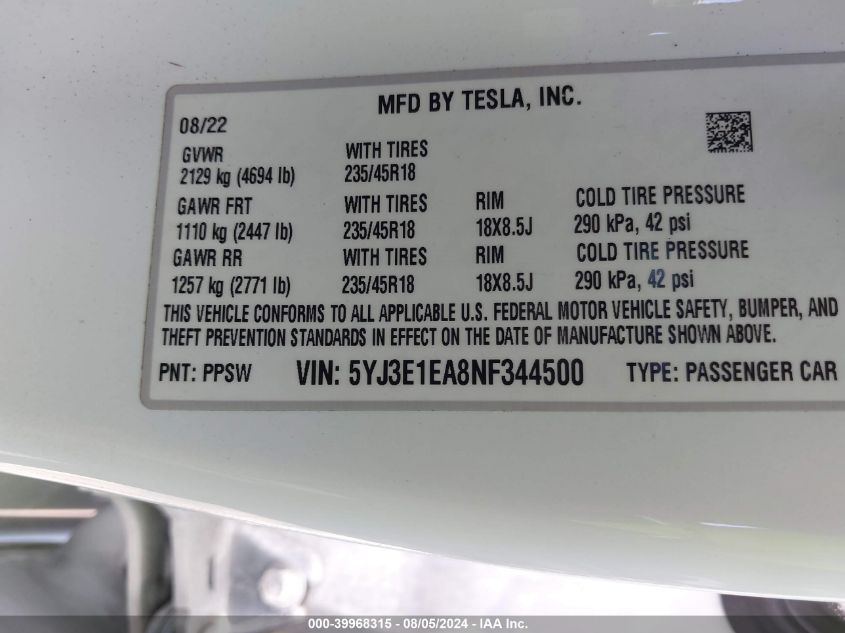 MFD BY TESLA, INC.
08/22
GVWR WITH TIRES
2129 kg (4694 lb) 235/45R18
GAWR FRT WITH TIRES RIM COLD TIRE PRESSURE
1110 kg (2447 lb) 235/45R18 18X8.5J 290 kPa, 42 psi
GAWR RR WITH TIRES RIM COLD TIRE PRESSURE
1257 kg (2771 lb) 235/45R18 18X8.5J 290 kPa, 42 psi
THIS VEHICLE CONFORMS TO ALL APPLICABLE U.S. FEDERAL MOTOR VEHICLE SAFETY, BUMPER, AND
THEFT PREVENTION STANDARDS IN EFFECT ON THE DATE OF MANUFACTURE SHOWN ABOVE.
PNT: PPSW VIN: 5YJ3E1EA8NF344500 TYPE: PASSENGER CAR
000-39968315 - 08/05/2024 - IAA Inc.